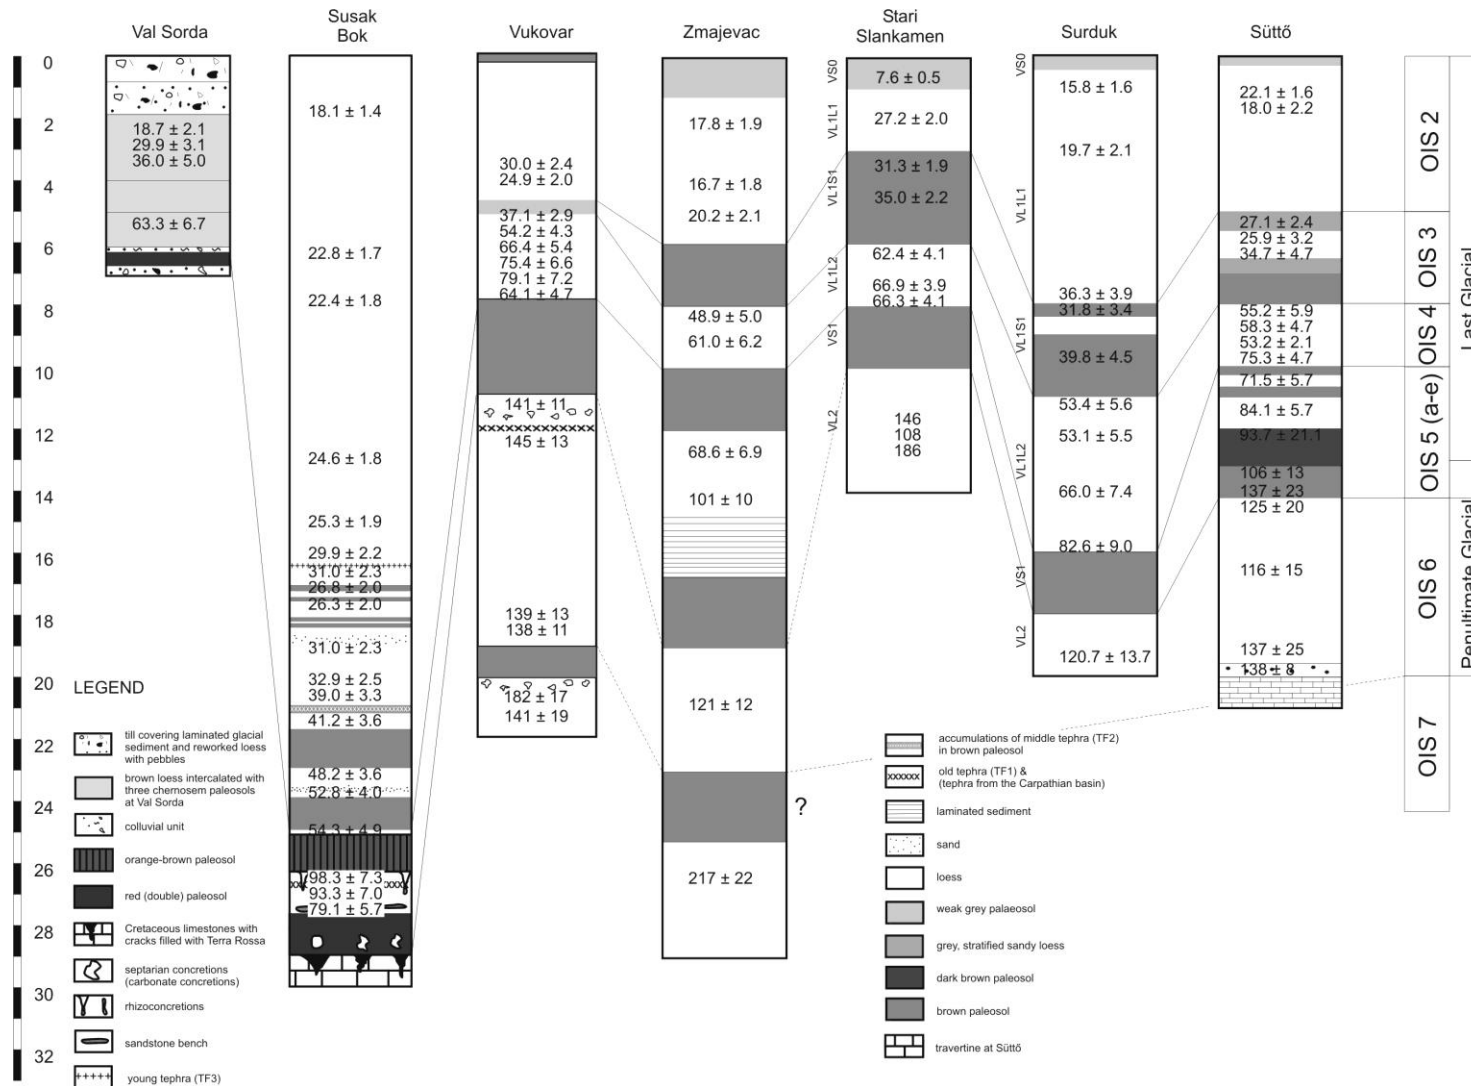 Val Sorda
Susak
Bok
Vukovar
Zmajevac
Stari
Slankamen
Surduk
Süttő
0
2
4
6
8
10
12
14
16
18
20
22
24
26
28
30
32
18.7 ± 2.1
29.9 ± 3.1
36.0 ± 5.0
63.3 ± 6.7
18.1 ± 1.4
22.8 ± 1.7
22.4 ± 1.8
24.6 ± 1.8
25.3 ± 1.9
29.9 ± 2.2
31.0 ± 2.3
26.8 ± 2.0
26.3 ± 2.0
31.0 ± 2.3
32.9 ± 2.5
39.0 ± 3.3
41.2 ± 3.6
48.2 ± 3.6
52.8 ± 4.0
54.3 ± 4.9
98.3 ± 7.3
93.3 ± 7.0
79.1 ± 5.7
30.0 ± 2.4
24.9 ± 2.0
37.1 ± 2.9
54.2 ± 4.3
66.4 ± 5.4
75.4 ± 6.6
79.1 ± 7.2
64.1 ± 4.7
141 ± 11
145 ± 13
139 ± 13
138 ± 11
182 ± 17
141 ± 19
17.8 ± 1.9
16.7 ± 1.8
20.2 ± 2.1
48.9 ± 5.0
61.0 ± 6.2
68.6 ± 6.9
101 ± 10
121 ± 12
217 ± 22
?
VS0
VL1L1
VL1S1
VL1L2
VS1
VL2
7.6 ± 0.5
27.2 ± 2.0
31.3 ± 1.9
35.0 ± 2.2
62.4 ± 4.1
66.9 ± 3.9
66.3 ± 4.1
146
108
186
VS0
VL1L1
VL1S1
VL1L2
VS1
VL2
15.8 ± 1.6
19.7 ± 2.1
36.3 ± 3.9
31.8 ± 3.4
39.8 ± 4.5
53.4 ± 5.6
53.1 ± 5.5
66.0 ± 7.4
82.6 ± 9.0
120.7 ± 13.7
22.1 ± 1.6
18.0 ± 2.2
27.1 ± 2.4
25.9 ± 3.2
34.7 ± 4.7
55.2 ± 5.9
58.3 ± 4.7
53.2 ± 2.1
75.3 ± 4.7
71.5 ± 5.7
84.1 ± 5.7
93.7 ± 21.1
106 ± 13
137 ± 23
125 ± 20
116 ± 15
137 ± 25
138 ± 8
OIS 2
OIS 3
OIS 4
OIS 5 (a-e)
OIS 6
OIS 7
Last Glacial
Penultimate Glacial
LEGEND
till covering laminated glacial
sediment and reworked loess
with pebbles
brown loess intercalated with
three chernosem paleosols
at Val Sorda
colluvial unit
orange-brown paleosol
red (double) paleosol
Cretaceous limestones with
cracks filled with Terra Rossa
septarian concretions
(carbonate concretions)
rhizoconcretions
sandstone bench
young tephra (TF3)
accumulations of middle tephra (TF2)
in brown paleosol
old tephra (TF1) &
(tephra from the Carpathian basin)
laminated sediment
sand
loess
weak grey palaeosol
grey, stratified sandy loess
dark brown paleosol
brown paleosol
travertine at Süttő